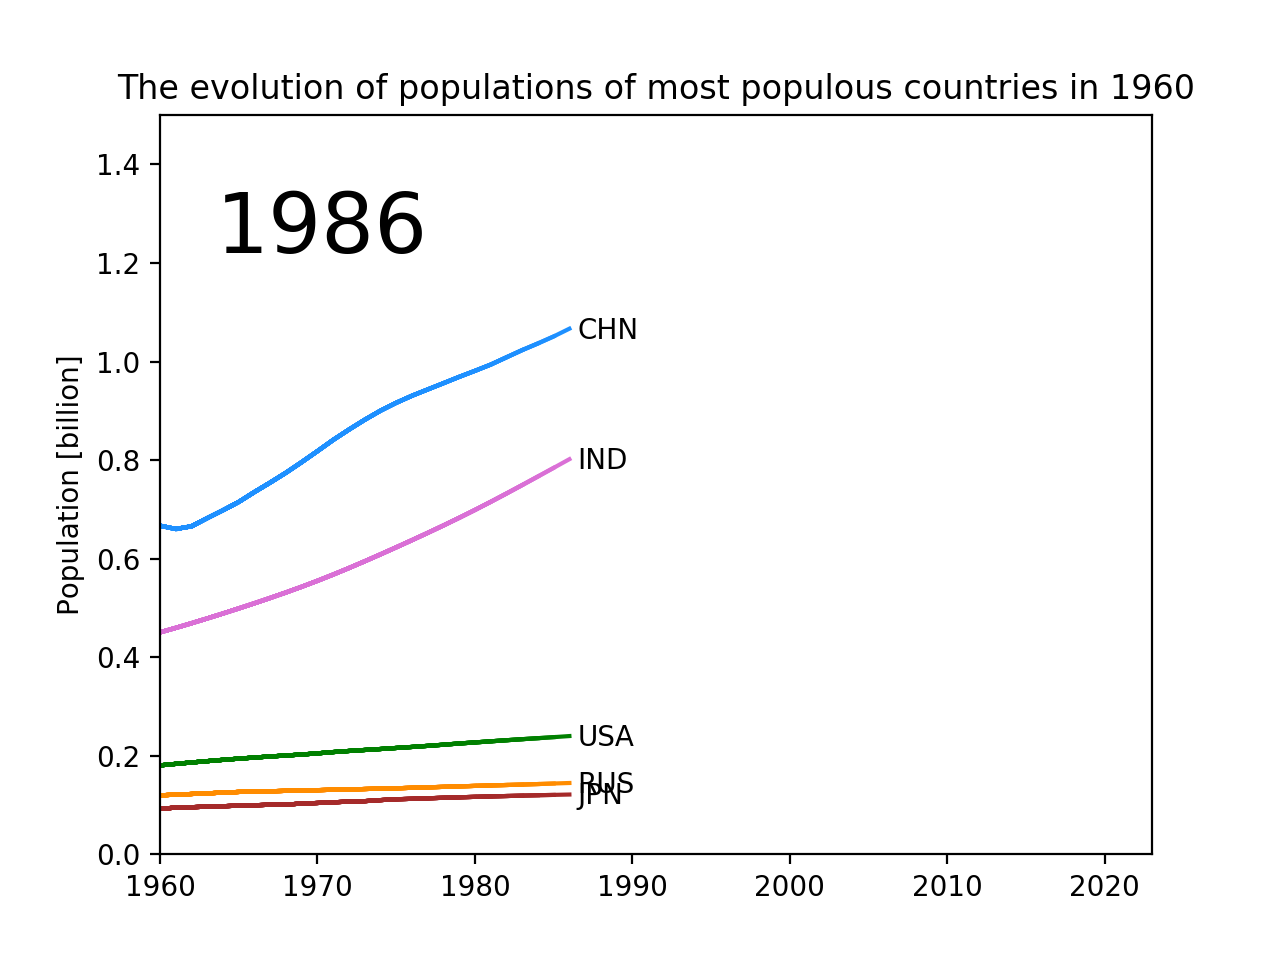 The evolution of populations of most populous countries in 1960
1986
1.4
1.2
1.0
0.8
0.6
0.4
0.2
0.0
Population [billion]
CHN
IND
USA
RUS
JPN
1960 1970 1980 1990 2000 2010 2020